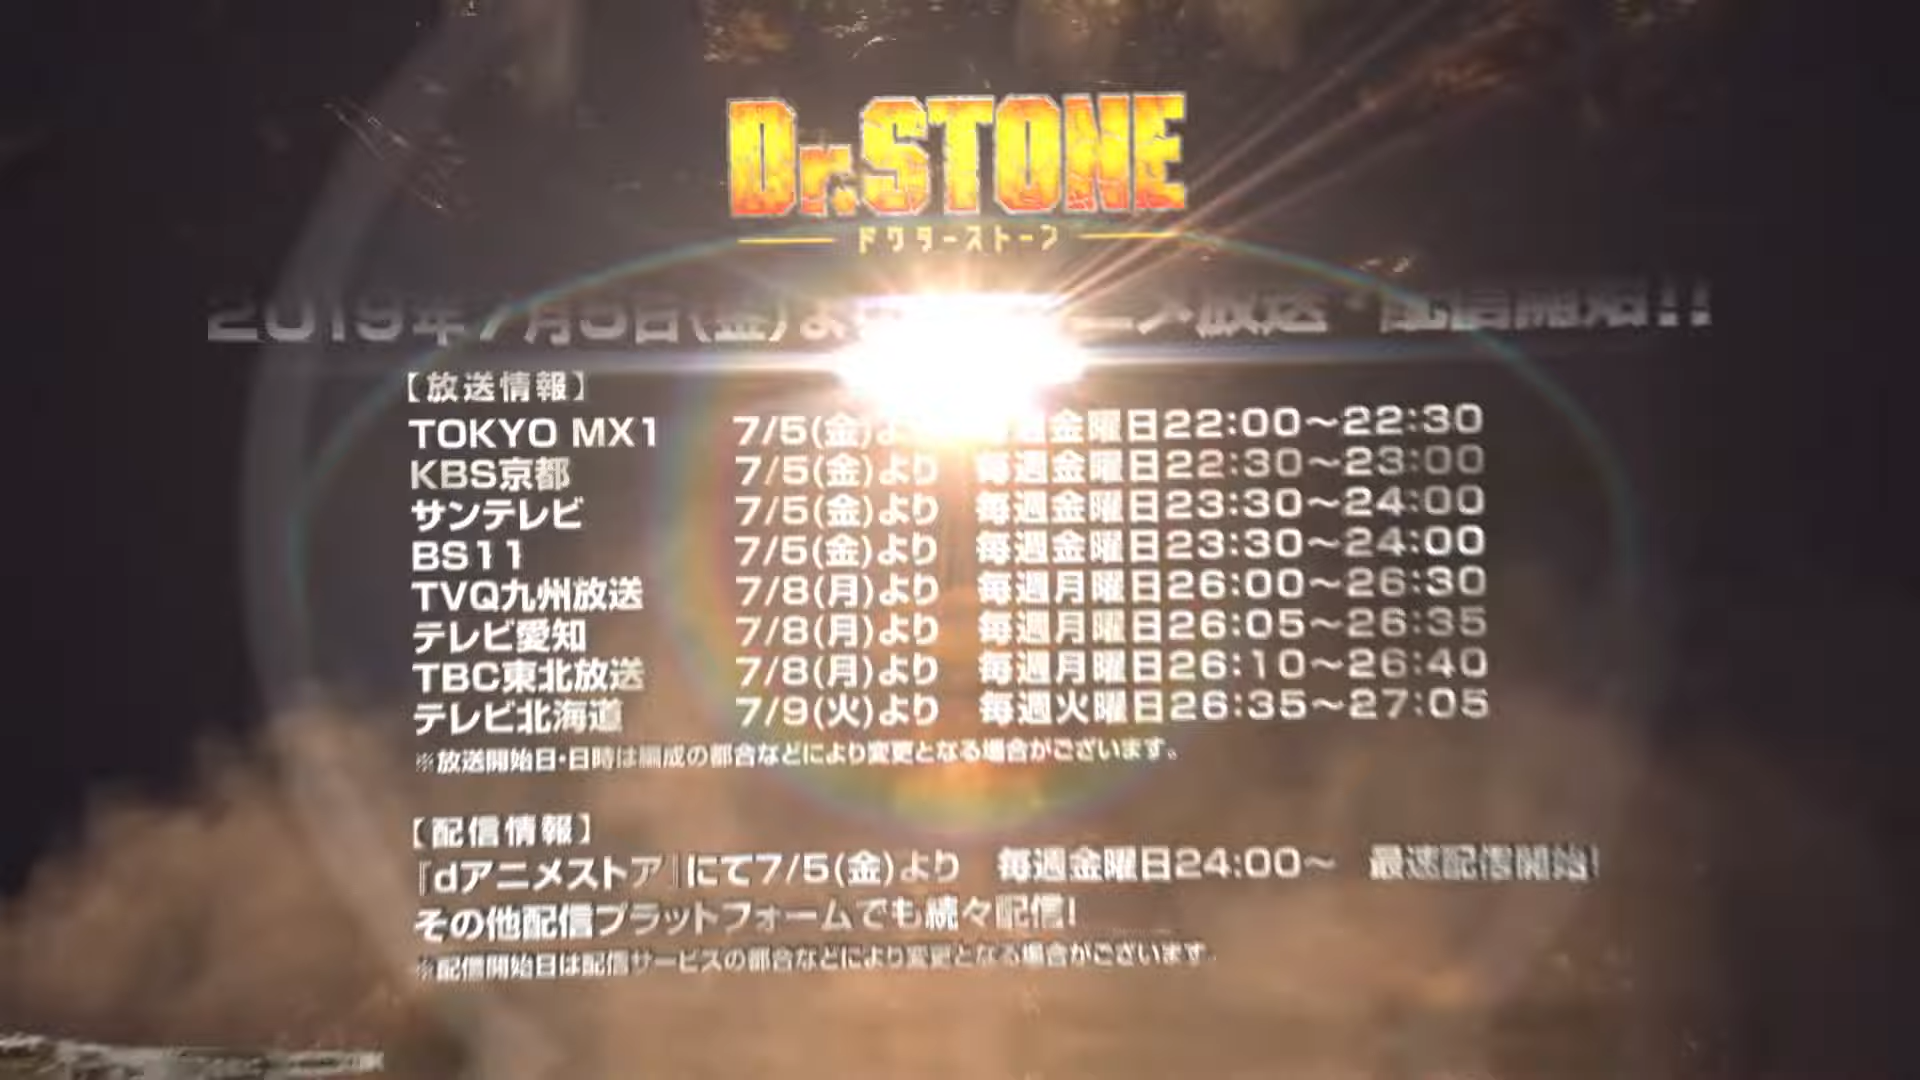 Dr.STONE
ドクターストーン
2019年7月5日(金)よ ニメ放送・配信開始!!
【放送情報】
TOKYO MX1 7/5(金)よ 週金曜日22:00～22:30
KBS京都 7/5(金)より 毎週金曜日22:30～23:00
サンテレビ 7/5(金)より 毎週金曜日23:30～24:00
BS11 7/5(金)より 毎週金曜日23:30～24:00
TVQ九州放送 7/8(月)より 毎週月曜日26:00～26:30
テレビ愛知 7/8(月)より 毎週月曜日26:05～26:35
TBC東北放送 7/8(月)より 毎週月曜日26:10～26:40
テレビ北海道 7/9(火)より 毎週火曜日26:35～27:05
※放送開始日・日時は編成の都合などにより変更となる場合がございます。
【配信情報】
『dアニメストア』にて7/5(金)より 毎週金曜日24:00～ 最速配信開始!
その他配信プラットフォームでも続々配信!
※配信開始日は配信サービスの都合などにより変更となる場合がございます。